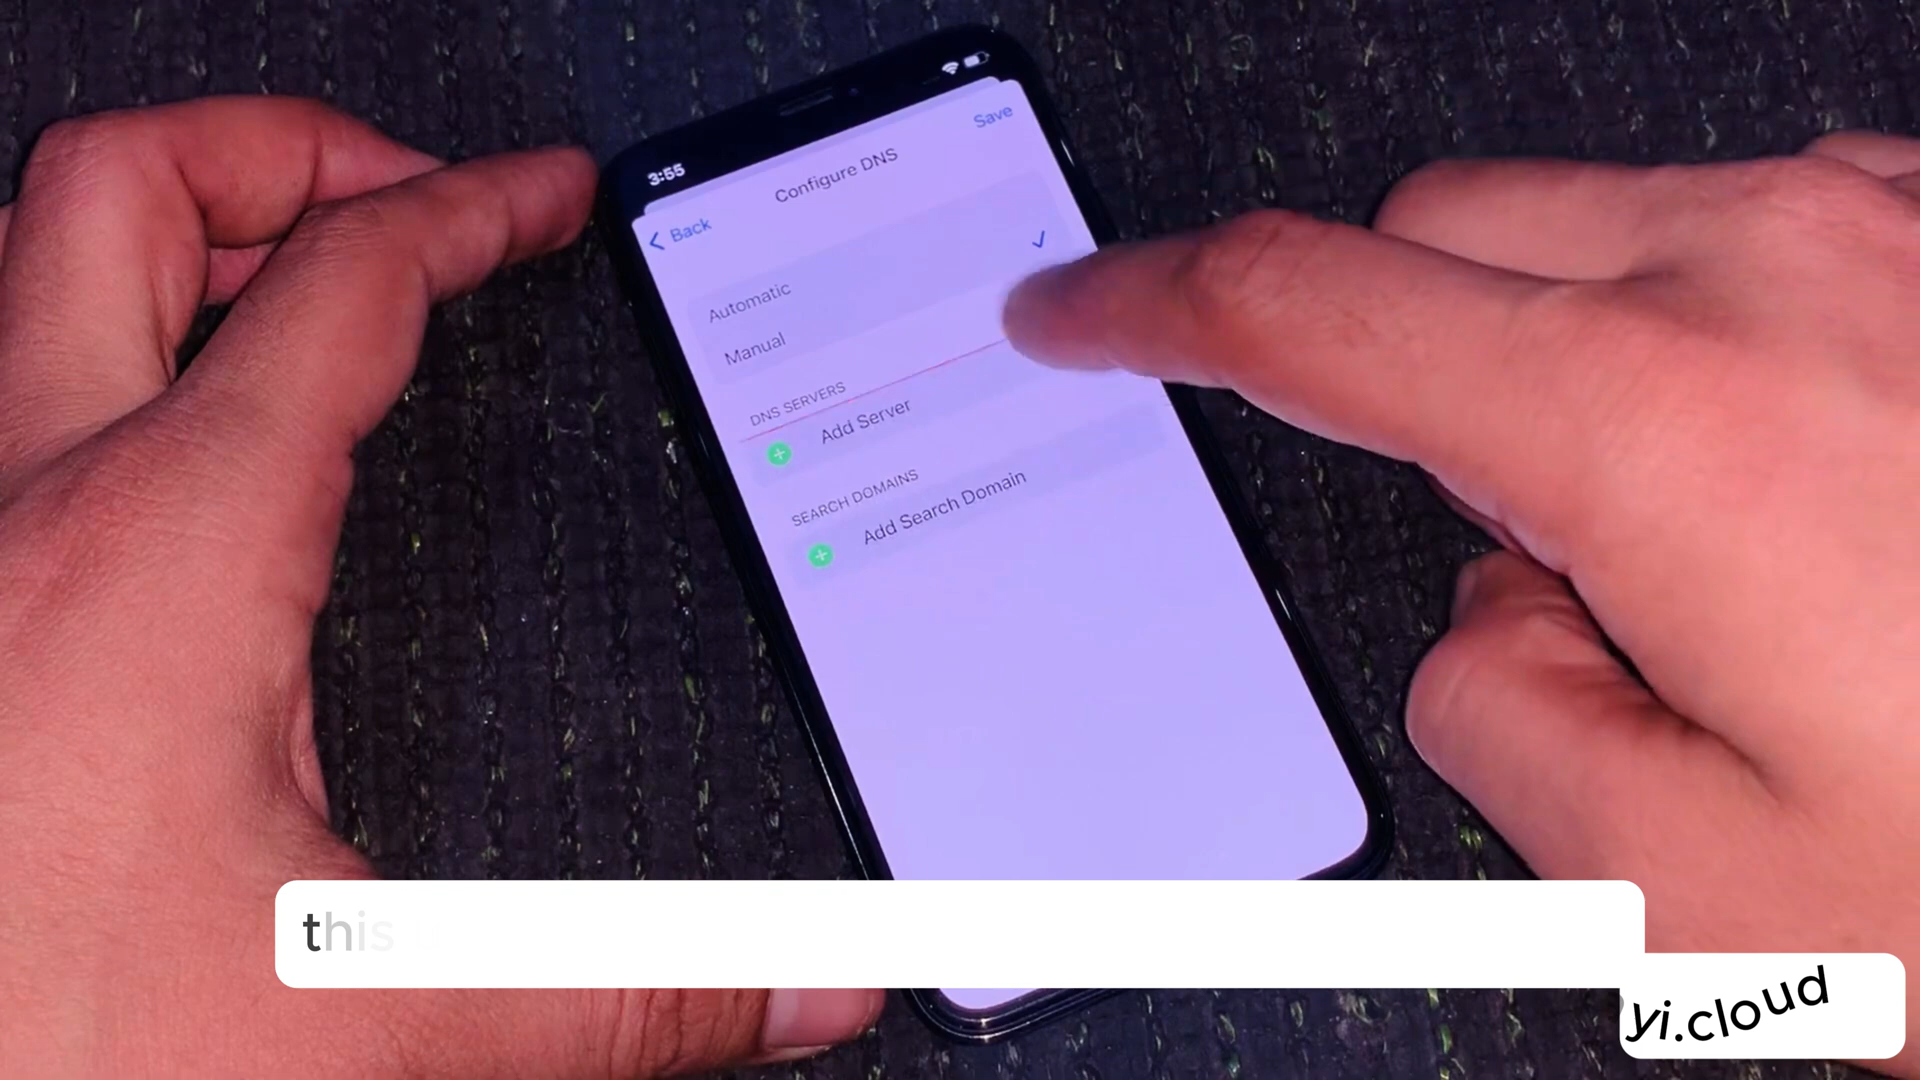 3:55
Save
Configure DNS
Back
Automatic
Manual
DNS SERVERS
Add Server
SEARCH DOMAINS
Add Search Domain
this
yi.cloud